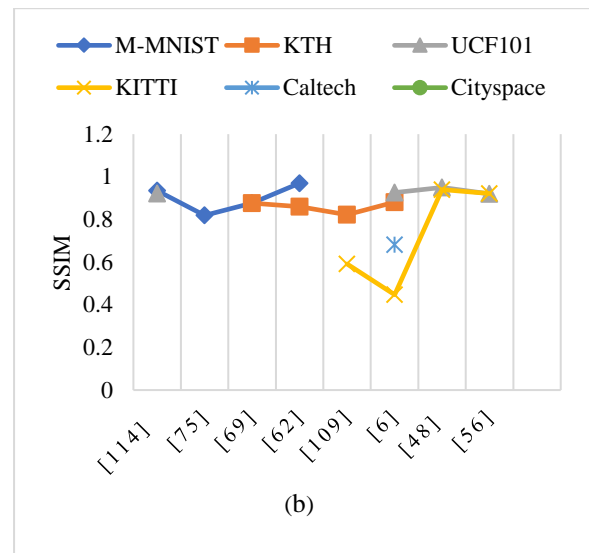 M-MNIST KTH UCF101
KITTI Caltech Cityspace
1.2
1
0.8
0.6
0.4
0.2
0
SSIM
[114] [75] [69] [62] [109] [6] [48] [56]
(b)